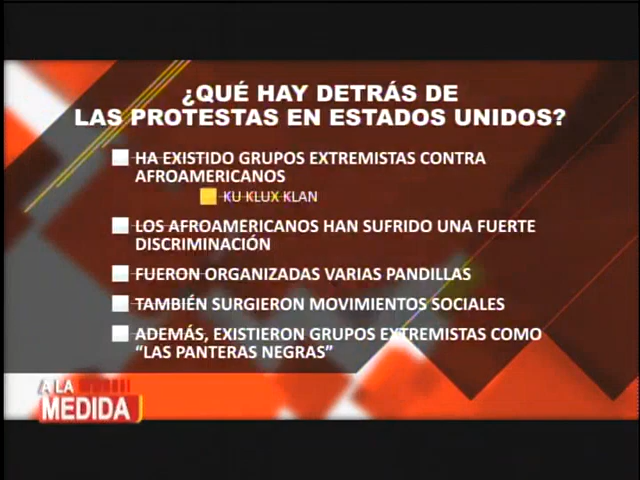 ¿QUÉ HAY DETRÁS DE
LAS PROTESTAS EN ESTADOS UNIDOS?
HA EXISTIDO GRUPOS EXTREMISTAS CONTRA
AFROAMERICANOS
KU KLUX KLAN
LOS AFROAMERICANOS HAN SUFRIDO UNA FUERTE
DISCRIMINACIÓN
FUERON ORGANIZADAS VARIAS PANDILLAS
TAMBIÉN SURGIERON MOVIMIENTOS SOCIALES
ADEMÁS, EXISTIERON GRUPOS EXTREMISTAS COMO
“LAS PANTERAS NEGRAS”
A LA
MEDIDA